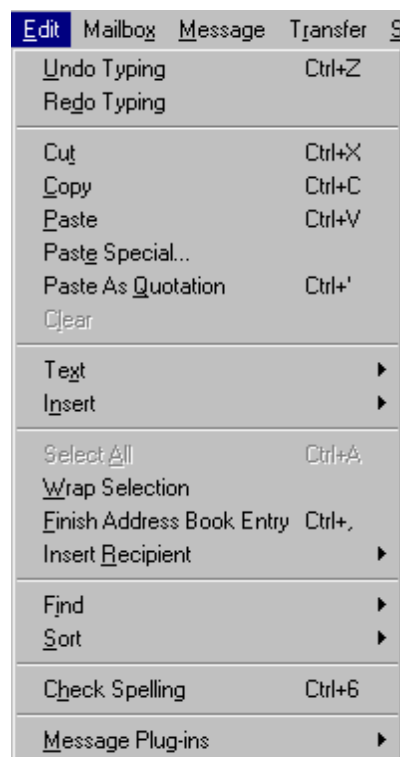 Edit Mailbox Message Transfer S
Undo Typing Ctrl+Z
Redo Typing
Cut Ctrl+X
Copy Ctrl+C
Paste Ctrl+V
Paste Special...
Paste As Quotation Ctrl+'
Clear
Text
Insert
Select All Ctrl+A
Wrap Selection
Finish Address Book Entry Ctrl+,
Insert Recipient
Find
Sort
Check Spelling Ctrl+6
Message Plug-ins